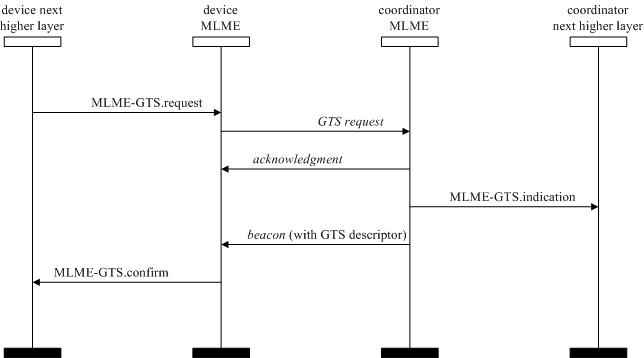 device next
higher layer
device
MLME
coordinator
MLME
coordinator
next higher layer
MLME-GTS.request
GTS request
acknowledgment
MLME-GTS.indication
beacon (with GTS descriptor)
MLME-GTS.confirm